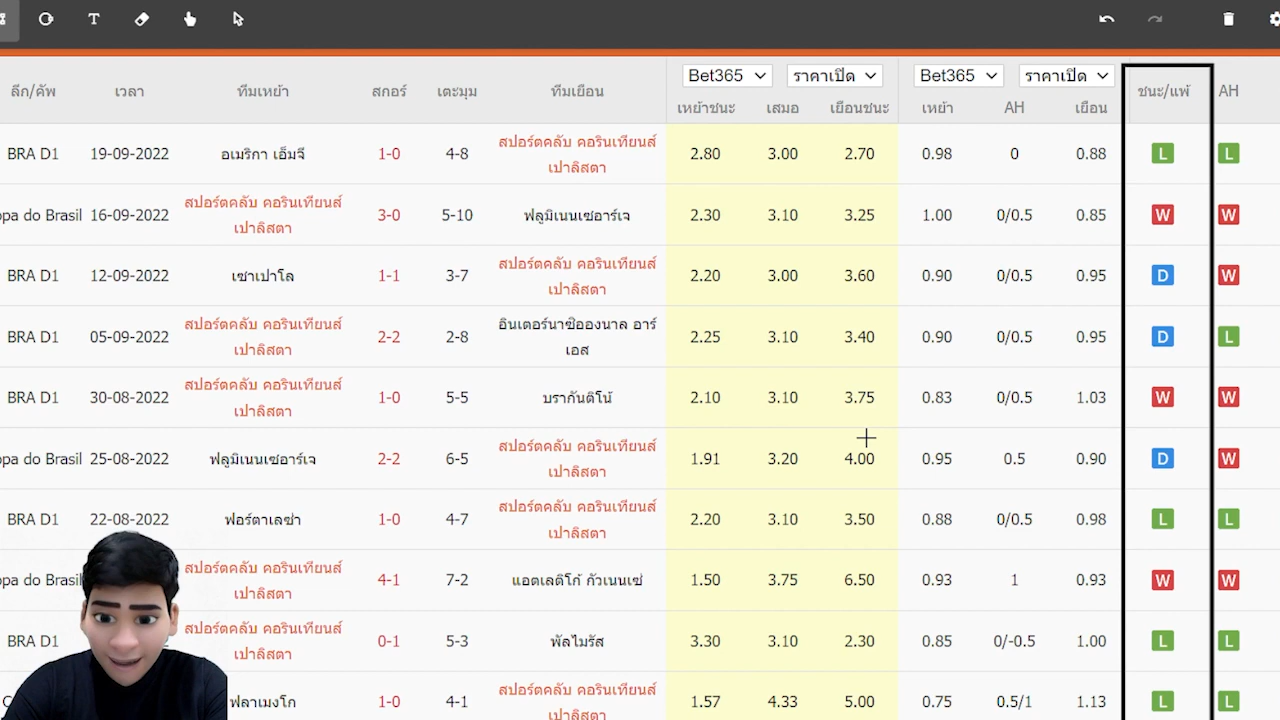 T
Bet365 ราคาเปิด Bet365 ราคาเปิด
ลีก/คัพ เวลา ทีมเหย้า สกอร์ เตะมุม ทีมเยือน เหย้าชนะ เสมอ เยือนชนะ เหย้า AH เยือน ชนะ/แพ้ AH
BRA D1 19-09-2022 อเมริกา เอ็มจี 1-0 4-8 สปอร์ตคลับ คอรินเทียนส์ 2.80 3.00 2.70 0.98 0 0.88 L L
เปาลิสตา
opa do Brasil 16-09-2022 สปอร์ตคลับ คอรินเทียนส์ 3-0 5-10 ฟลูมิเนนเซอาร์เจ 2.30 3.10 3.25 1.00 0/0.5 0.85 W W
เปาลิสตา
BRA D1 12-09-2022 เซาเปาโล 1-1 3-7 สปอร์ตคลับ คอรินเทียนส์ 2.20 3.00 3.60 0.90 0/0.5 0.95 D W
เปาลิสตา
BRA D1 05-09-2022 สปอร์ตคลับ คอรินเทียนส์ 2-2 2-8 อินเตอร์นาซิอองนาล อาร์ 2.25 3.10 3.40 0.90 0/0.5 0.95 D L
เปาลิสตา เอส
BRA D1 30-08-2022 สปอร์ตคลับ คอรินเทียนส์ 1-0 5-5 บรากันติโน้ 2.10 3.10 3.75 0.83 0/0.5 1.03 W W
เปาลิสตา
opa do Brasil 25-08-2022 ฟลูมิเนนเซอาร์เจ 2-2 6-5 สปอร์ตคลับ คอรินเทียนส์ 1.91 3.20 4.00 0.95 0.5 0.90 D W
เปาลิสตา
BRA D1 22-08-2022 ฟอร์ตาเลซ่า 1-0 4-7 สปอร์ตคลับ คอรินเทียนส์ 2.20 3.10 3.50 0.88 0/0.5 0.98 L L
เปาลิสตา
opa do Brasil สปอร์ตคลับ คอรินเทียนส์ 4-1 7-2 แอตเลติโก้ กัวเนนเซ่ 1.50 3.75 6.50 0.93 1 0.93 W W
เปาลิสตา
BRA D1 สปอร์ตคลับ คอรินเทียนส์ 0-1 5-3 พัลไมรัส 3.30 3.10 2.30 0.85 0/-0.5 1.00 L L
เปาลิสตา
ฟลาเมงโก 1-0 4-1 สปอร์ตคลับ คอรินเทียนส์ 1.57 4.33 5.00 0.75 0.5/1 1.13 L L
เปาลิสตา